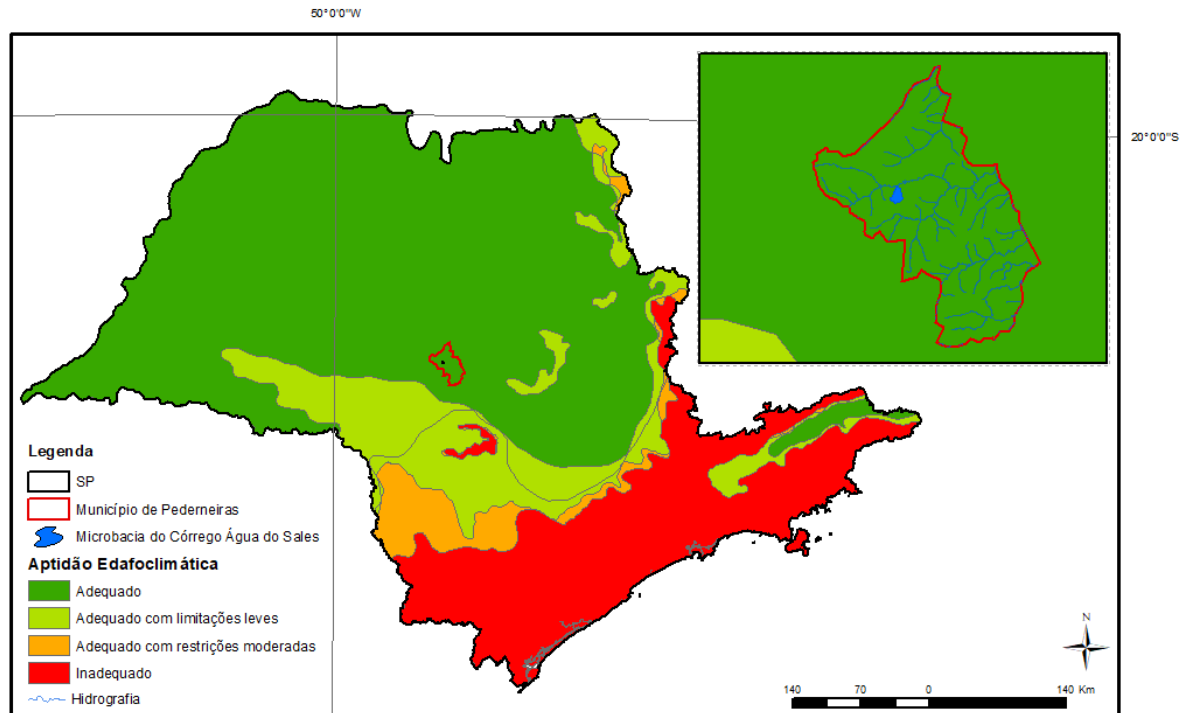 50°0'0"W
20°0'0"S
Legenda
SP
Município de Pederneiras
Microbacia do Córrego Água do Sales
Aptidão Edafoclimática
Adequado
Adequado com limitações leves
Adequado com restrições moderadas
Inadequado
Hidrografia
N
140 70 0 140 Km